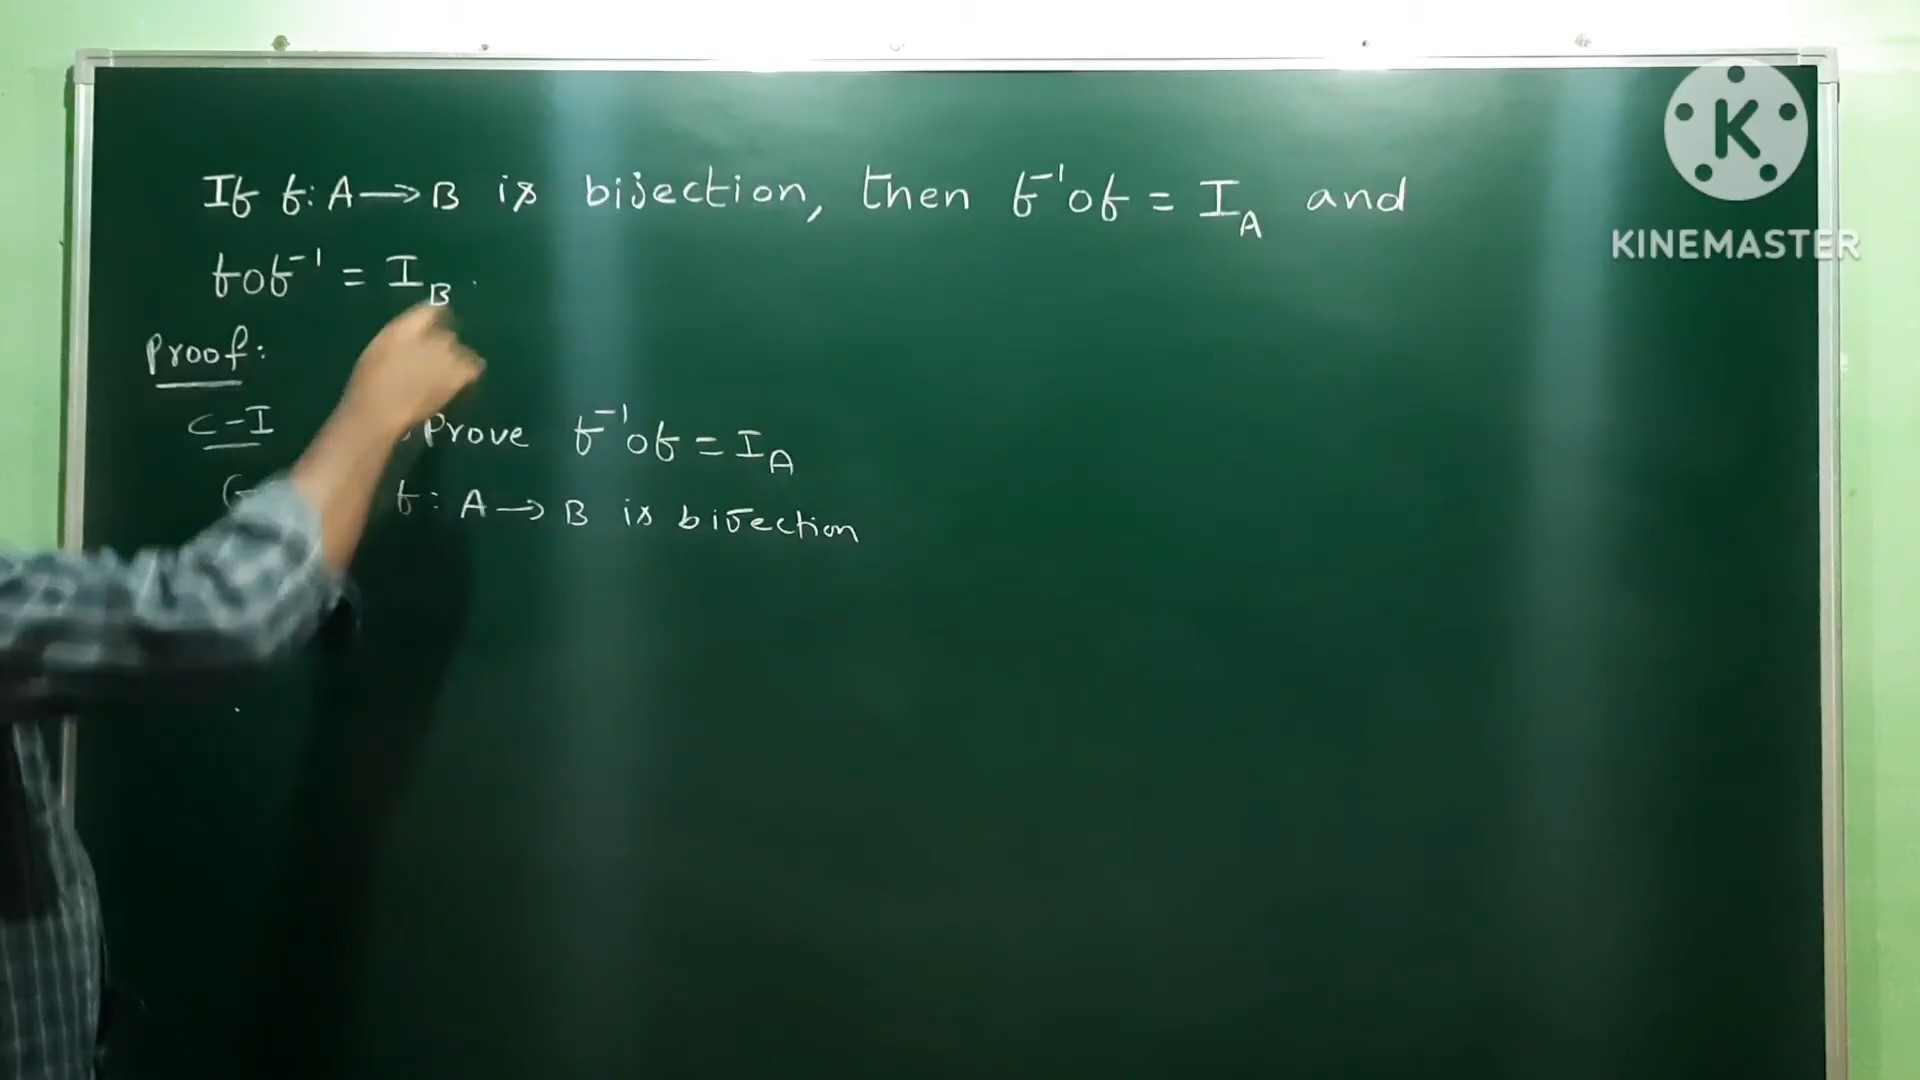 If f: A → B is bijection, then f⁻¹of = I_A and
fof⁻¹ = I_B.
Proof:
C-I
Prove f⁻¹of = I_A
f: A → B is bijection
K
KINEMASTER